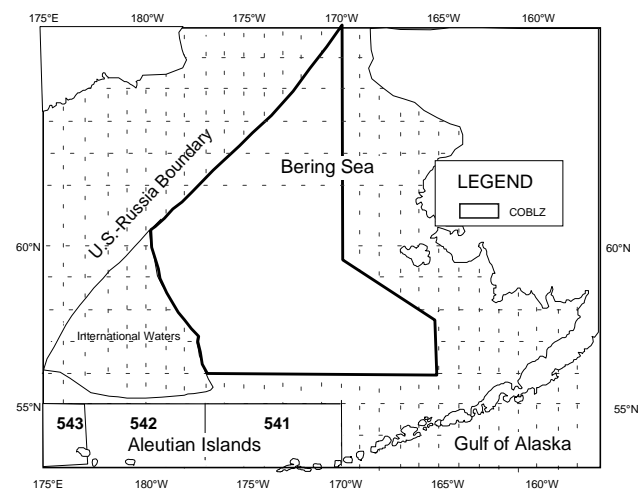 175°E 180°W 175°W 170°W 165°W 160°W
U.S.-Russia Boundary
Bering Sea
LEGEND
COBLZ
60°N 60°N
International Waters
55°N 55°N
543 542 541
Aleutian Islands Gulf of Alaska
175°E 180°W 175°W 170°W 165°W 160°W